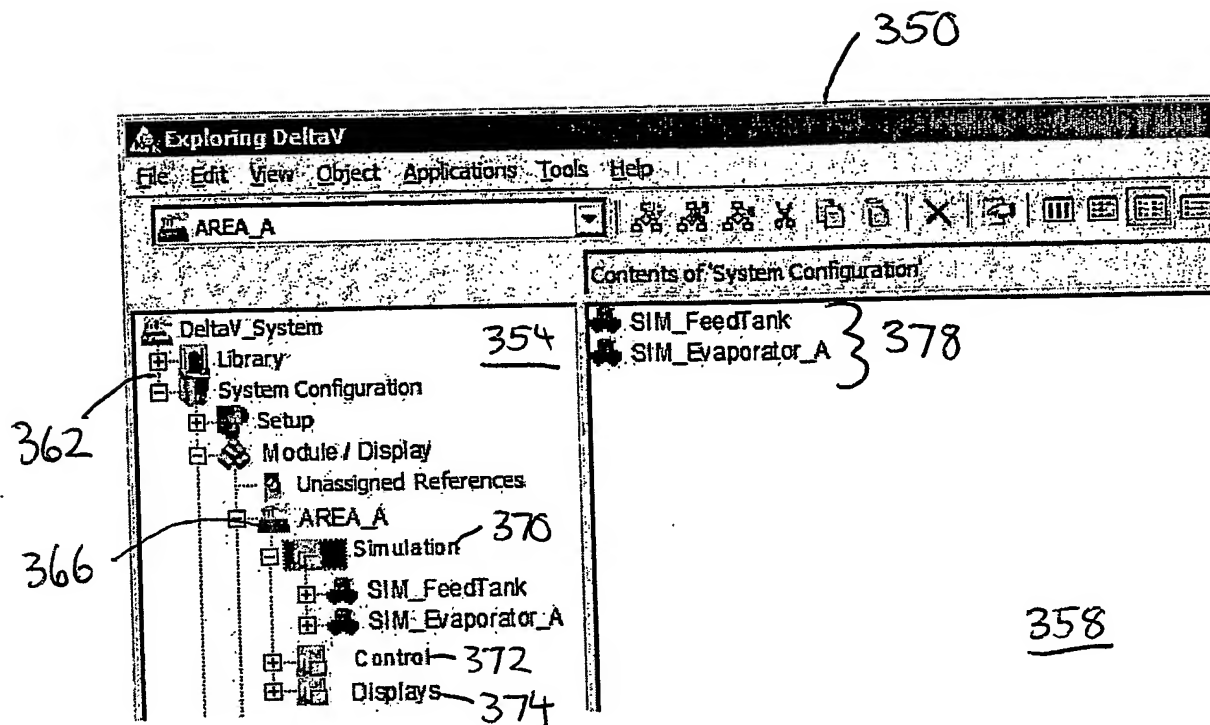 350
Exploring DeltaV
File Edit View Object Applications Tools Help
AREA_A
Contents of 'System Configuration'
DeltaV_System
354
Library
System Configuration
Setup
Module / Display
Unassigned References
AREA_A
Simulation
370
SIM_FeedTank
SIM_Evaporator_A
Control
372
Displays
374
362
366
SIM_FeedTank
SIM_Evaporator_A
378
358